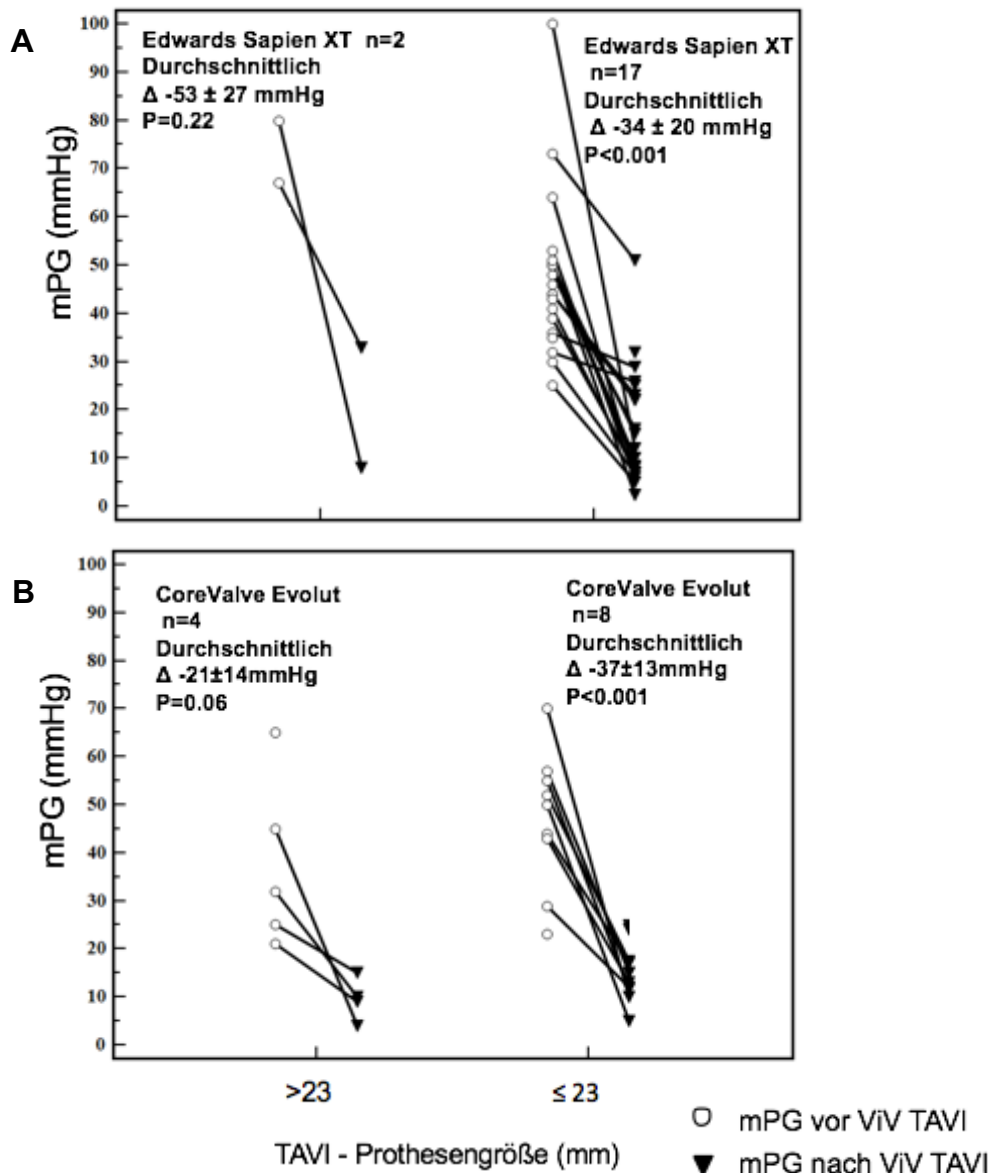 A
mPG (mmHg)
100
90
80
70
60
50
40
30
20
10
0
Edwards Sapien XT n=2
Durchschnittlich
Δ -53 ± 27 mmHg
P=0.22
Edwards Sapien XT
n=17
Durchschnittlich
Δ -34 ± 20 mmHg
P<0.001
B
mPG (mmHg)
100
90
80
70
60
50
40
30
20
10
0
CoreValve Evolut
n=4
Durchschnittlich
Δ -21±14mmHg
P=0.06
CoreValve Evolut
n=8
Durchschnittlich
Δ -37±13mmHg
P<0.001
>23
≤ 23
TAVI - Prothesengröße (mm)
mPG vor ViV TAVI
mPG nach ViV TAVI